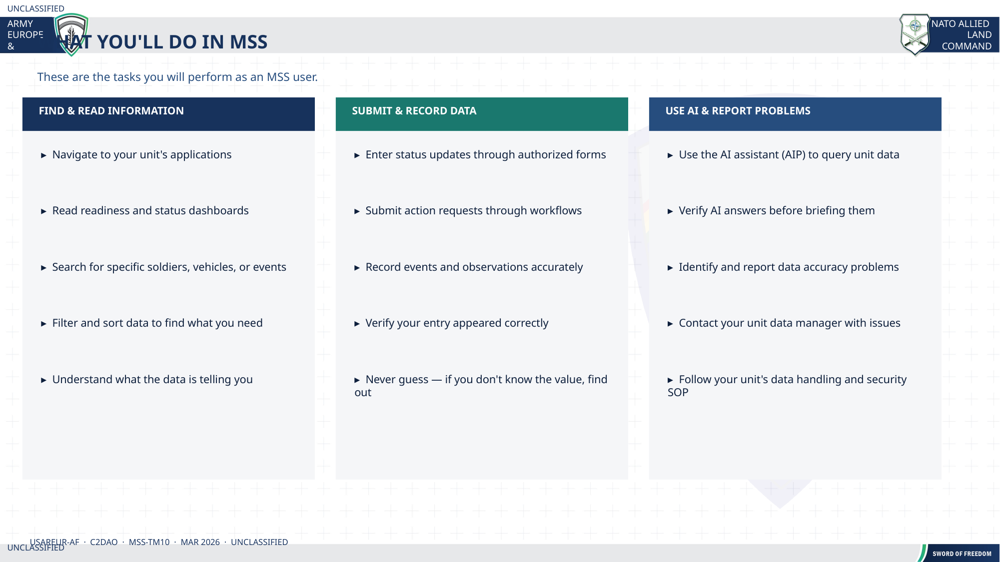 UNCLASSIFIED
ARMY
EUROPE
&
WHAT YOU'LL DO IN MSS
NATO ALLIED
LAND
COMMAND
These are the tasks you will perform as an MSS user.
FIND & READ INFORMATION
▸ Navigate to your unit's applications
▸ Read readiness and status dashboards
▸ Search for specific soldiers, vehicles, or events
▸ Filter and sort data to find what you need
▸ Understand what the data is telling you
SUBMIT & RECORD DATA
▸ Enter status updates through authorized forms
▸ Submit action requests through workflows
▸ Record events and observations accurately
▸ Verify your entry appeared correctly
▸ Never guess — if you don't know the value, find
out
USE AI & REPORT PROBLEMS
▸ Use the AI assistant (AIP) to query unit data
▸ Verify AI answers before briefing them
▸ Identify and report data accuracy problems
▸ Contact your unit data manager with issues
▸ Follow your unit's data handling and security
SOP
USAREUR-AF · C2DAO · MSS-TM10 · MAR 2026 · UNCLASSIFIED
UNCLASSIFIED
SWORD OF FREEDOM